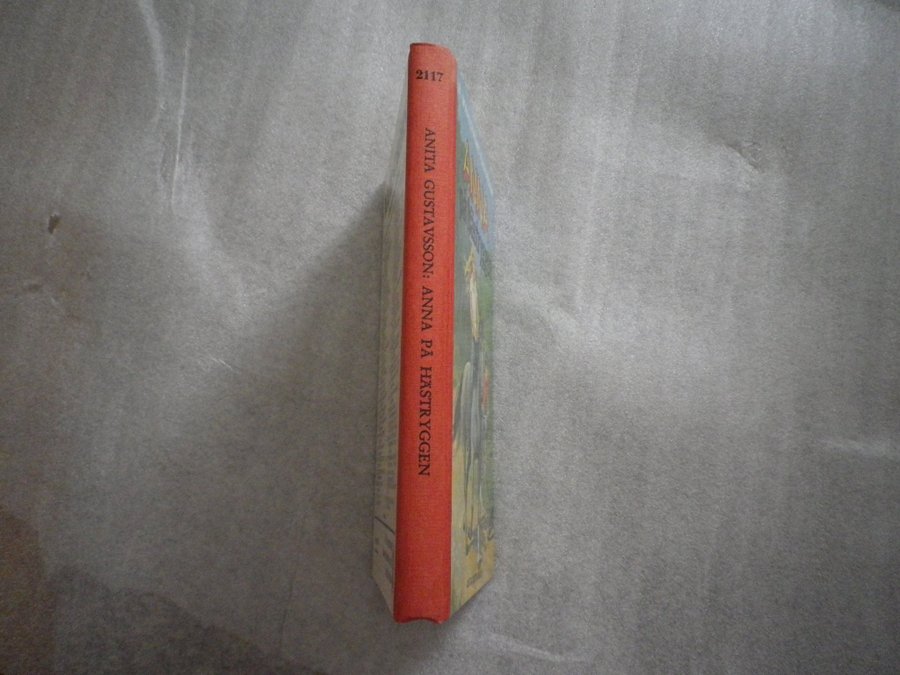 2117
ANITA GUSTAVSSON: ANNA PÅ HÄSTRYGGEN